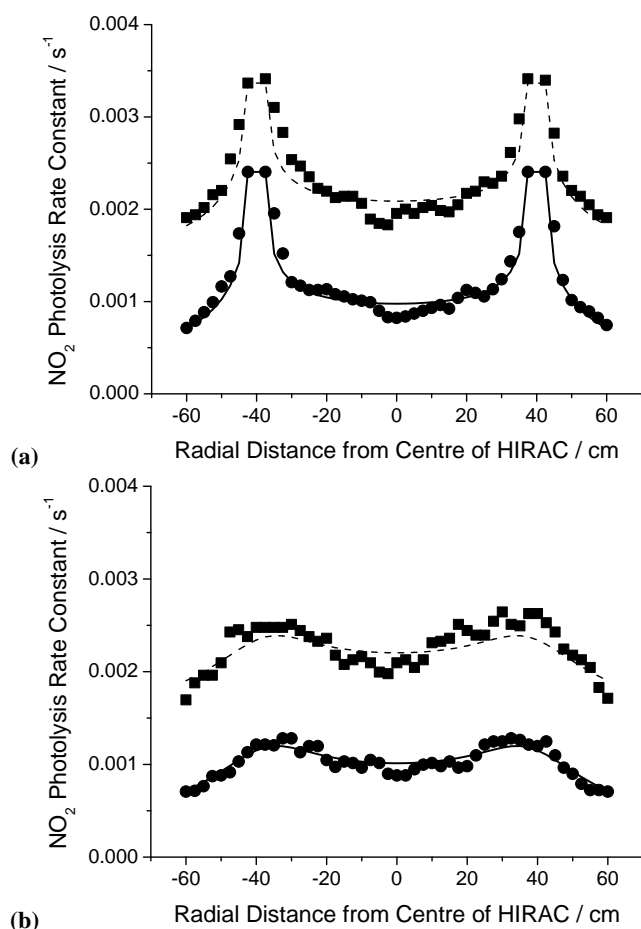 0.004
0.003
0.002
0.001
0.000
NO₂ Photolysis Rate Constant / s⁻¹
-60 -40 -20 0 20 40 60
(a)
Radial Distance from Centre of HIRAC / cm
0.004
0.003
0.002
0.001
0.000
NO₂ Photolysis Rate Constant / s⁻¹
-60 -40 -20 0 20 40 60
(b)
Radial Distance from Centre of HIRAC / cm